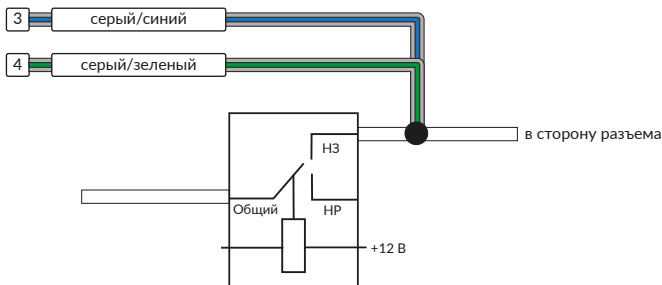 3 серый/синий
4 серый/зеленый
НЗ
в сторону разъема
Общий
НР
+12 В